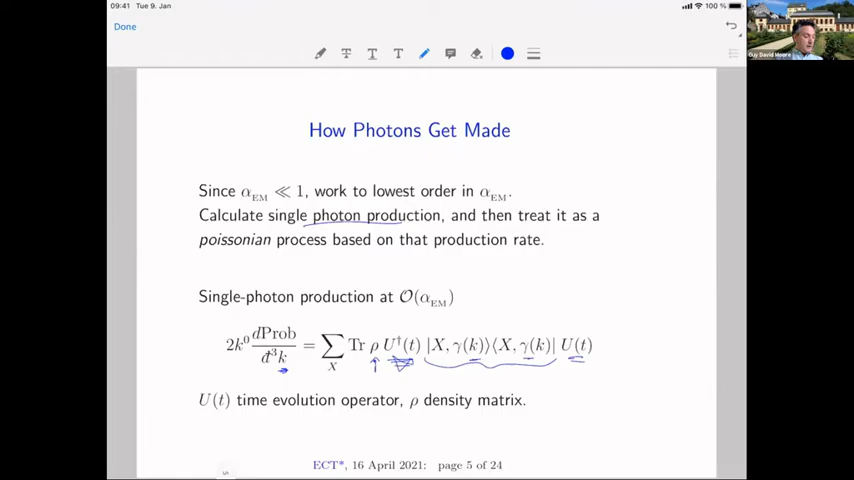 09:41 Tue 9. Jan
100 %
Done
Guy David Moore
How Photons Get Made
Since α_EM ≪ 1, work to lowest order in α_EM.
Calculate single photon production, and then treat it as a
poissonian process based on that production rate.
Single-photon production at 𝒪(α_EM)
2k⁰ dProb/đ³k = ∑_X Tr ρ U†(t) |X, γ(k)⟩⟨X, γ(k)| U(t)
U(t) time evolution operator, ρ density matrix.
ECT*, 16 April 2021: page 5 of 24
5